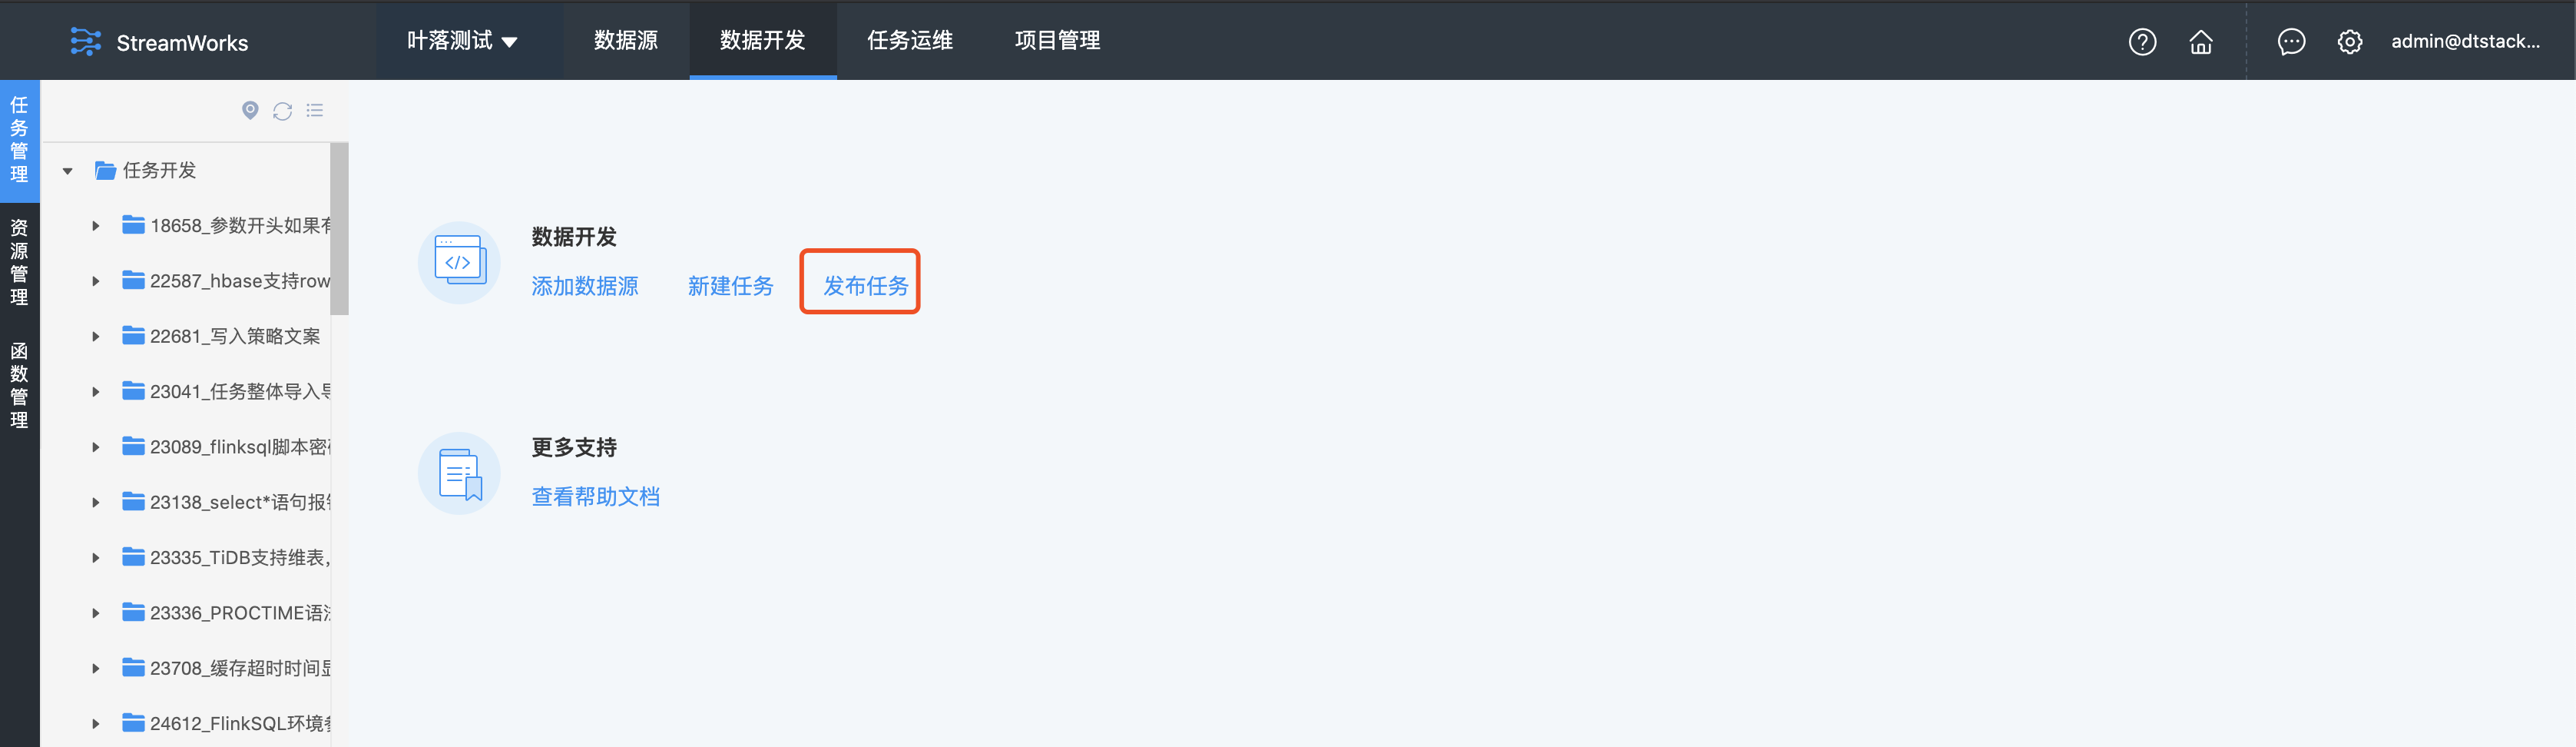 StreamWorks
叶落测试
数据源
数据开发
任务运维
项目管理
admin@dtstack...
任务管理
资源管理
函数管理
任务开发
18658_参数开头如果有
22587_hbase支持row
22681_写入策略文案
23041_任务整体导入导
23089_flinksql脚本密
23138_select*语句报
23335_TiDB支持维表,
23336_PROCTIME语
23708_缓存超时时间显
24612_FlinkSQL环境参
数据开发
添加数据源
新建任务
发布任务
更多支持
查看帮助文档